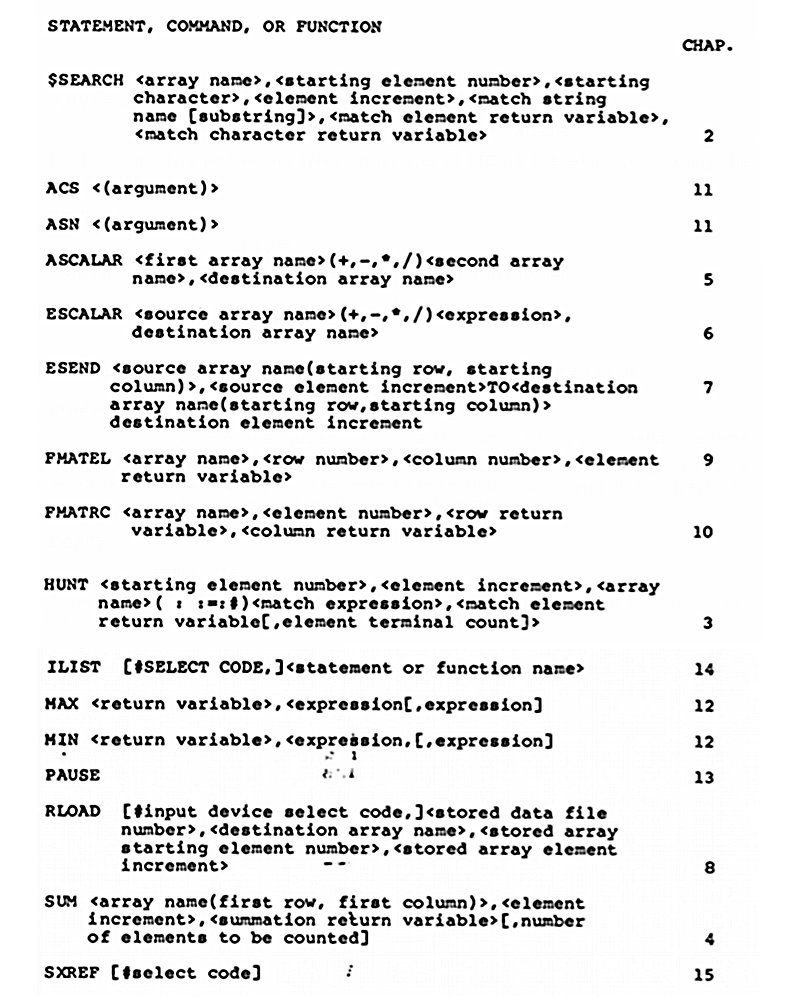 STATEMENT, COMMAND, OR FUNCTION
CHAP.
$SEARCH <array name>,<starting element number>,<starting
character>,<element increment>,<match string
name [substring]>,<match element return variable>,
<match character return variable> 2
ACS <(argument)> 11
ASN <(argument)> 11
ASCALAR <first array name>(+,-,*,/)<second array
name>,<destination array name> 5
ESCALAR <source array name>(+,-,*,/)<expression>,
destination array name> 6
ESEND <source array name(starting row, starting
column)>,<source element increment>TO<destination 7
array name(starting row,starting column)>
destination element increment
FMATEL <array name>,<row number>,<column number>,<element 9
return variable>
FMATRC <array name>,<element number>,<row return
variable>,<column return variable> 10
HUNT <starting element number>,<element increment>,<array
name>( : :=:#)<match expression>,<match element
return variable[,element terminal count]> 3
ILIST [#SELECT CODE,]<statement or function name> 14
MAX <return variable>,<expression[,expression] 12
MIN <return variable>,<expression,[,expression] 12
PAUSE 13
RLOAD [#input device select code,]<stored data file
number>,<destination array name>,<stored array
starting element number>,<stored array element
increment> 8
SUM <array name(first row, first column)>,<element
increment>,<summation return variable>[,number
of elements to be counted] 4
SXREF [#select code] 15